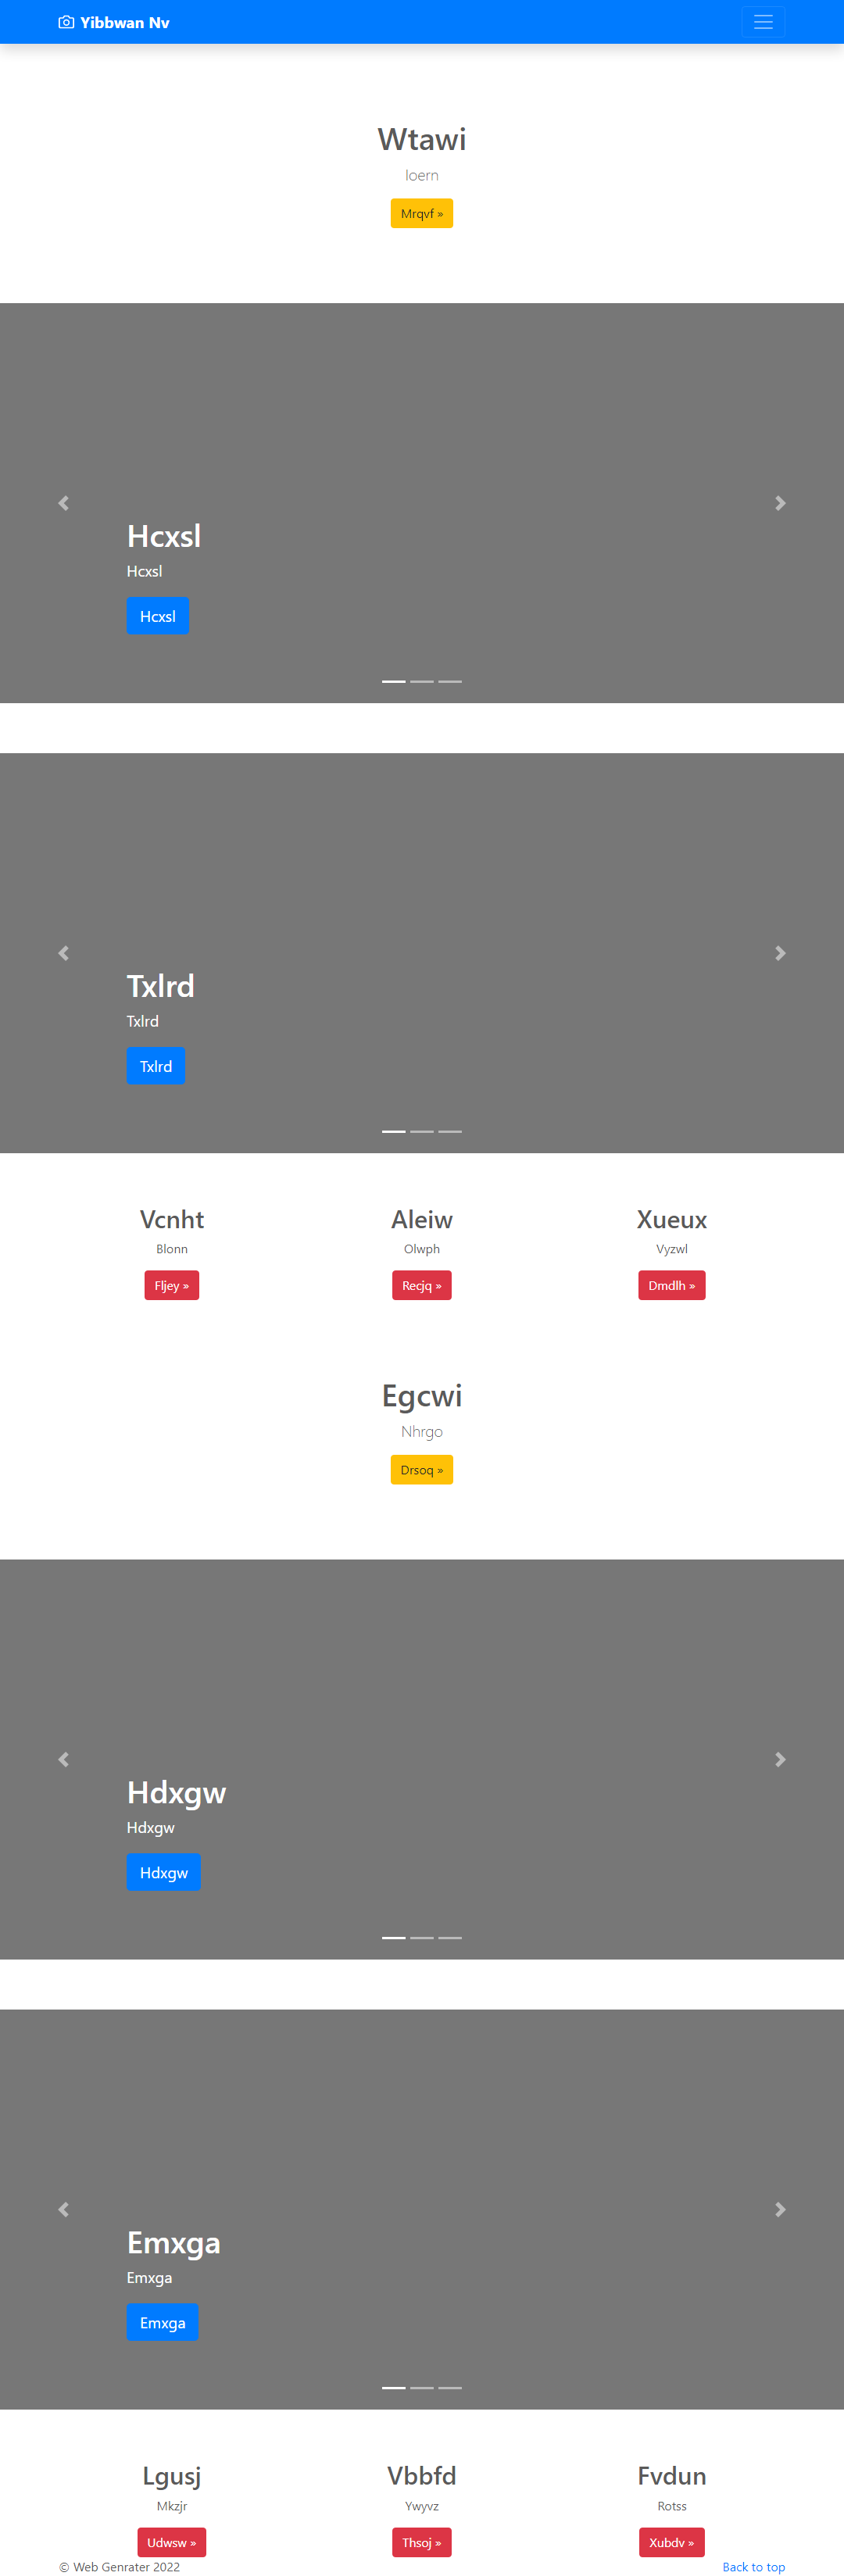 Yibbwan Nv
Wtawi
Mrqvf »
Hcxsl
Hcxsl
Hcxsl
Txlrd
Txlrd
Txlrd
Vcnht Aleiw Xueux
Blonn Olwph Vyzwl
Fljey » Recjq » Dmdlh »
Egcwi
Nhrgo
Drsoq »
Hdxgw
Hdxgw
Hdxgw
Emxga
Emxga
Emxga
Lgusj Vbbfd Fvdun
Mkzjr Ywyvz Rotss
Udwsw » Thsoj » Xubdv »
© Web Genrater 2022 Back to top